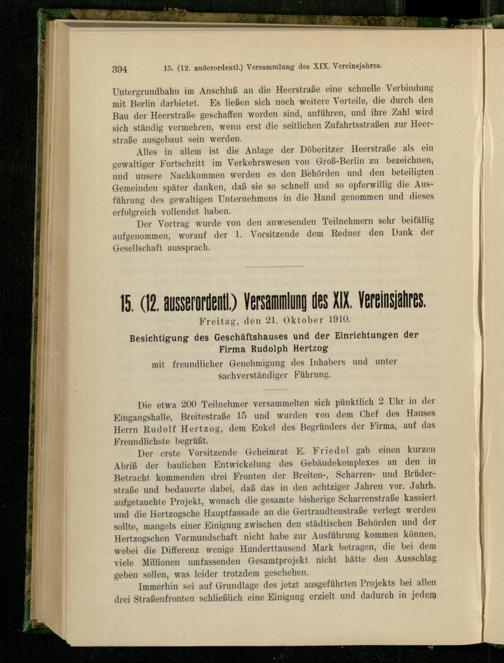 394 15. (12. außerordentl.) Versammlung des XIX. Vereinsjahres.
Untergrundbahn im Anschluß an die Heerstraße eine schnelle Verbindung
mit Berlin darbietet. Es ließen sich noch weitere Vorteile, die durch den
Bau der Heerstraße geschaffen worden sind, anführen, und ihre Zahl wird
sich ständig vermehren, wenn erst die seitlichen Zufahrtsstraßen zur Heer-
straße ausgebaut sein werden.
Alles in allem ist die Anlage der Döberitzer Heerstraße als ein
gewaltiger Fortschritt im Verkehrswesen von Groß-Berlin zu bezeichnen,
und unsere Nachkommen werden es den Behörden und den beteiligten
Gemeinden später danken, daß sie so schnell und so opferwillig die Aus-
führung des gewaltigen Unternehmens in die Hand genommen und dieses
erfolgreich vollendet haben.
Der Vortrag wurde von den anwesenden Teilnehmern sehr beifällig
aufgenommen, worauf der 1. Vorsitzende dem Redner den Dank der
Gesellschaft aussprach.
15. (12. ausserordentl.) Versammlung des XIX. Vereinsjahres.
Freitag, den 21. Oktober 1910.
Besichtigung des Geschäftshauses und der Einrichtungen der
Firma Rudolph Hertzog
mit freundlicher Genehmigung des Inhabers und unter
sachverständiger Führung.
Die etwa 200 Teilnehmer versammelten sich pünktlich 2 Uhr in der
Eingangshalle, Breitestraße 15 und wurden von dem Chef des Hauses
Herrn Rudolf Hertzog, dem Enkel des Begründers der Firma, auf das
Freundlichste begrüßt.
Der erste Vorsitzende Geheimrat E. Friedel gab einen kurzen
Abriß der baulichen Entwickelung des Gebäudekomplexes an den in
Betracht kommenden drei Fronten der Breiten-, Scharren- und Brüder-
straße und bedauerte dabei, daß das in den achtziger Jahren vor. Jahrh.
aufgetauchte Projekt, wonach die gesamte bisherige Scharrenstraße kassiert
und die Hertzogsche Hauptfassade an die Gertraudtenstraße verlegt werden
sollte, mangels einer Einigung zwischen den städtischen Behörden und der
Hertzogschen Vormundschaft nicht habe zur Ausführung kommen können,
wobei die Differenz wenige Hunderttausend Mark betragen, die bei dem
viele Millionen umfassenden Gesamtprojekt nicht hätte den Ausschlag
geben sollen, was leider trotzdem geschehen.
Immerhin sei auf Grundlage des jetzt ausgeführten Projekts bei allen
drei Straßenfronten schließlich eine Einigung erzielt und dadurch in jedem